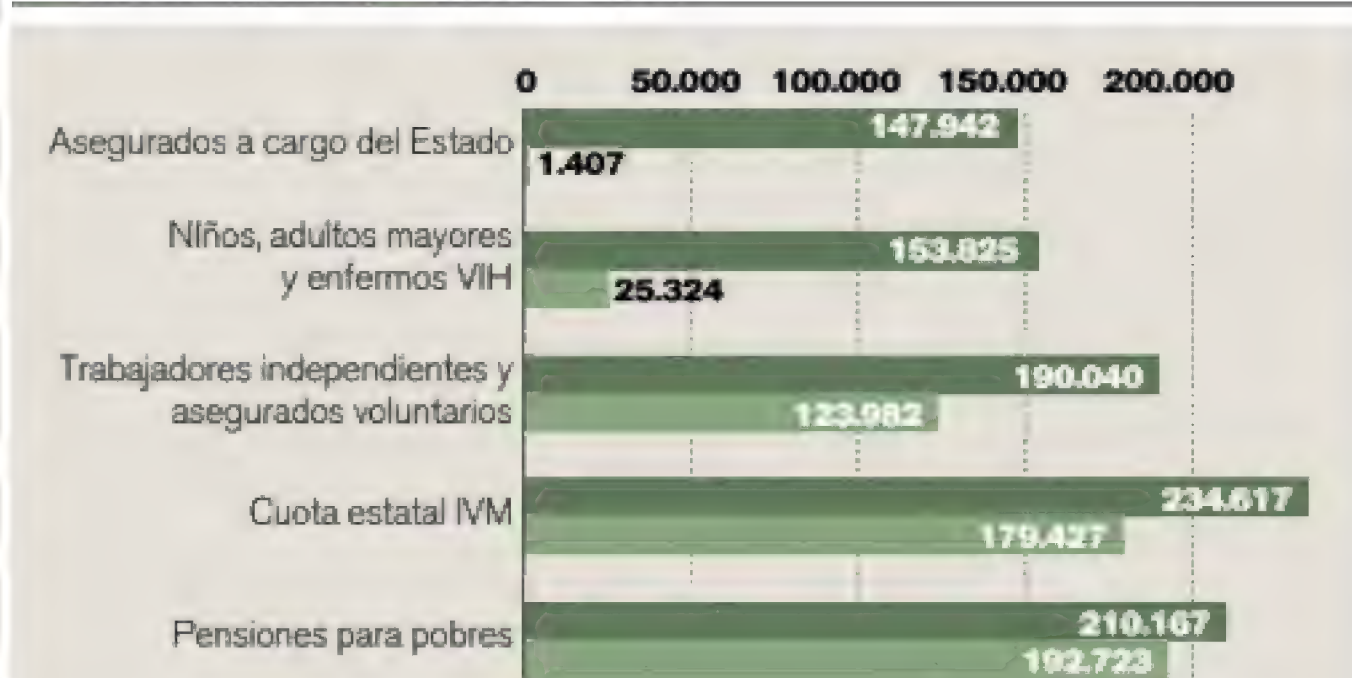 0 50.000 100.000 150.000 200.000
Asegurados a cargo del Estado
147.942
1.407
Niños, adultos mayores
y enfermos VIH
153.825
25.324
Trabajadores independientes y
asegurados voluntarios
190.040
123.982
Cuota estatal IVM
234.617
179.427
Pensiones para pobres
210.167
192.723